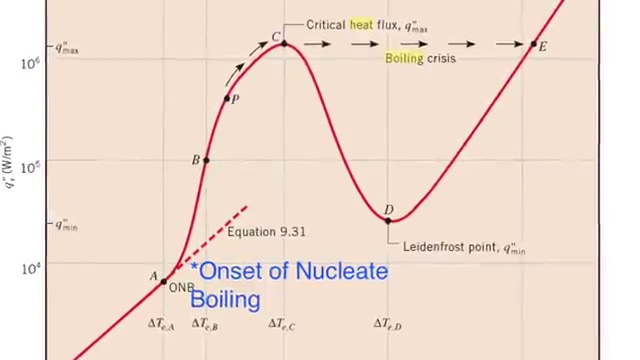 Critical heat flux, q"max
C
q"max
E
Boiling crisis
10⁶
P
q"s (W/m²)
B
10⁵
D
q"min
Equation 9.31
Leidenfrost point, q"min
10⁴
A
ONB
*Onset of Nucleate
Boiling
ΔTe,A ΔTe,B ΔTe,C ΔTe,D